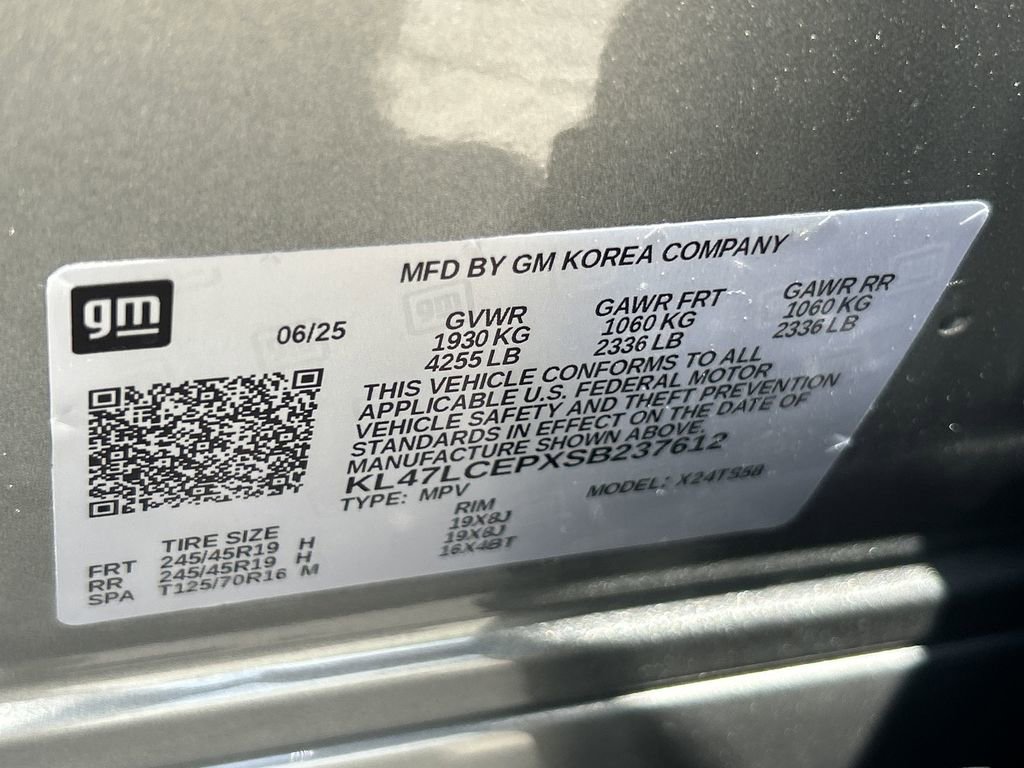 MFD BY GM KOREA COMPANY
gm
06/25
GVWR
1930 KG
4255 LB
GAWR FRT
1060 KG
2336 LB
GAWR RR
1060 KG
2336 LB
THIS VEHICLE CONFORMS TO ALL
APPLICABLE U.S. FEDERAL MOTOR
VEHICLE SAFETY AND THEFT PREVENTION
STANDARDS IN EFFECT ON THE DATE OF
MANUFACTURE SHOWN ABOVE.
KL47LCEPXSB237612
TYPE: MPV MODEL: X24TS58
TIRE SIZE RIM
FRT 245/45R19 H 19X8J
RR 245/45R19 H 19X8J
SPA T125/70R16 M 16X4BT